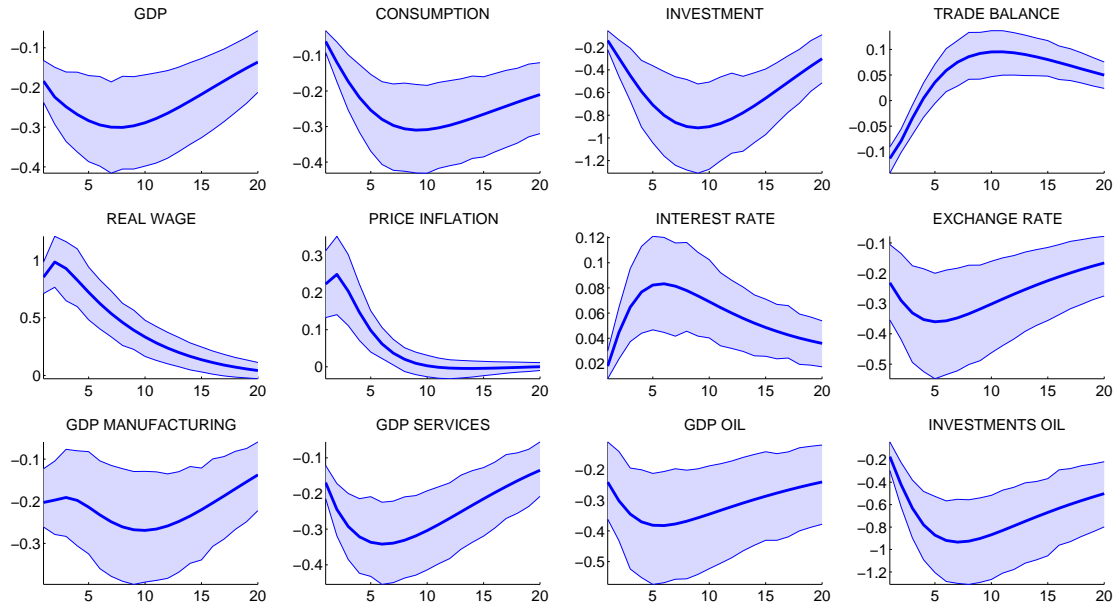 GDP CONSUMPTION INVESTMENT TRADE BALANCE
−0.1 −0.1 −0.2 0.1
−0.2 −0.2 −0.4 0.05
−0.3 −0.3 −0.6 0
−0.4 −0.4 −0.8 −0.05
−1 −0.1
−1.2
5 10 15 20 5 10 15 20 5 10 15 20 5 10 15 20
REAL WAGE PRICE INFLATION INTEREST RATE EXCHANGE RATE
1 0.3 0.12 −0.1
0.5 0.2 0.1 −0.2
0 0.1 0.08 −0.3
0 0.06 −0.4
0.04 −0.5
0.02
5 10 15 20 5 10 15 20 5 10 15 20 5 10 15 20
GDP MANUFACTURING GDP SERVICES GDP OIL INVESTMENTS OIL
−0.1 −0.1 −0.2 −0.2
−0.2 −0.2 −0.3 −0.4
−0.3 −0.3 −0.4 −0.6
−0.4 −0.5 −0.8
−1
−1.2
5 10 15 20 5 10 15 20 5 10 15 20 5 10 15 20